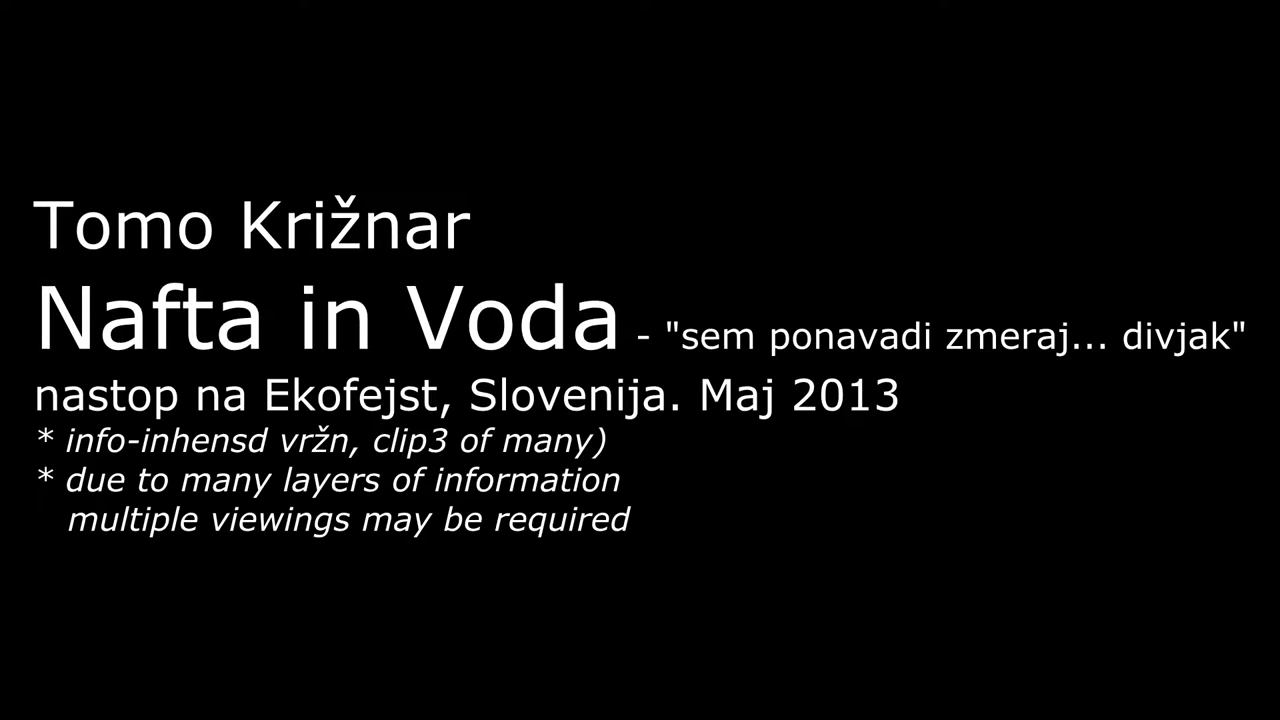 Tomo Križnar
Nafta in Voda - "sem ponavadi zmeraj... divjak"
nastop na Ekofejst, Slovenija. Maj 2013
* info-inhensd vržn, clip3 of many)
* due to many layers of information
multiple viewings may be required